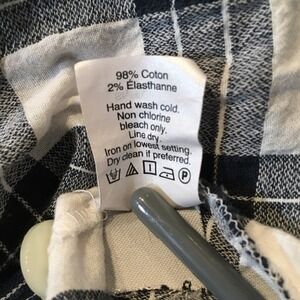 98% Coton
2% Élasthanne
Hand wash cold.
Non chlorine
bleach only.
Line dry.
Iron on lowest setting.
Dry clean if preferred.
P